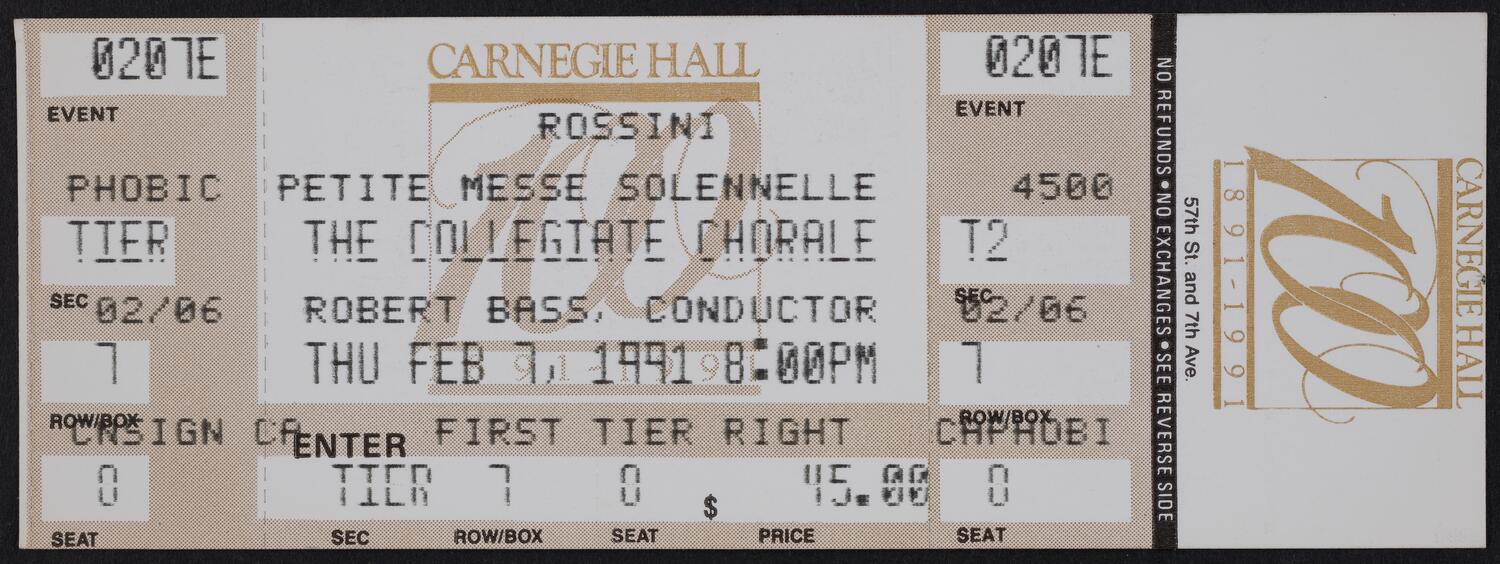 0207E
EVENT
PHOBIC
TIER
SEC 02/06
7
ROW/BOX
CNSIGN CA
0
SEAT
CARNEGIE HALL
100
ROSSINI
PETITE MESSE SOLENNELLE
THE COLLEGIATE CHORALE
ROBERT BASS, CONDUCTOR
THU FEB 7, 1991 8:00PM
ENTER FIRST TIER RIGHT
TIER 7 0 $ 45.00
SEC ROW/BOX SEAT PRICE
0207E
EVENT
4500
T2
SEC
02/06
7
ROW/BOX
CAPHOBI
0
SEAT
NO REFUNDS • NO EXCHANGES • SEE REVERSE SIDE
57th St. and 7th Ave.
1891-1991
100
CARNEGIE HALL